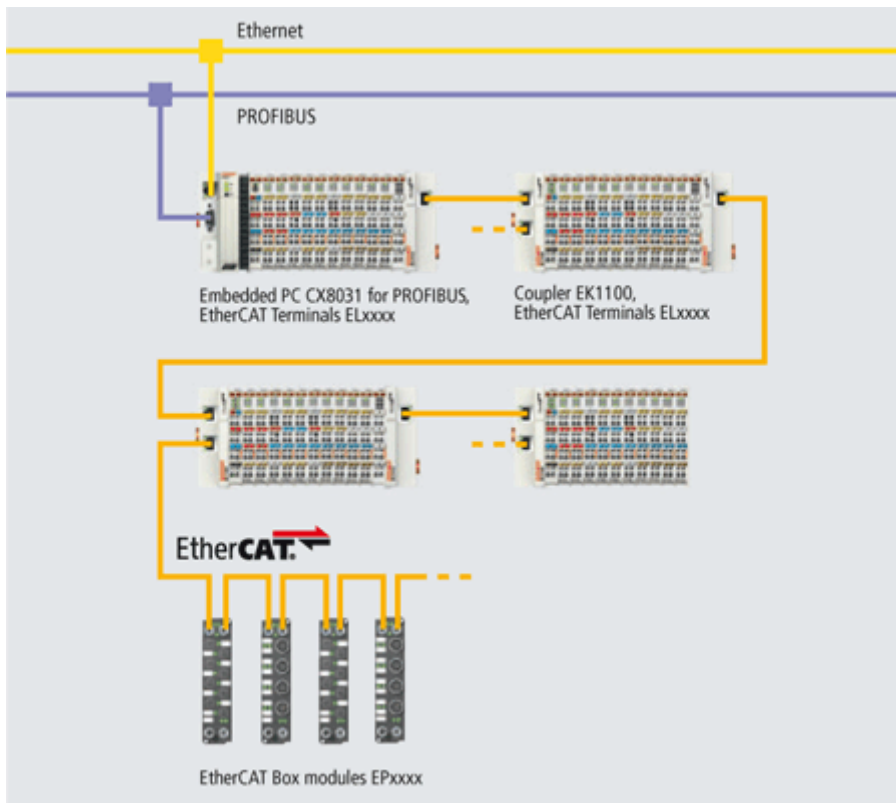 Ethernet
PROFIBUS
Embedded PC CX8031 for PROFIBUS,
EtherCAT Terminals ELxxxx
Coupler EK1100,
EtherCAT Terminals ELxxxx
EtherCAT.
EtherCAT Box modules EPxxxx